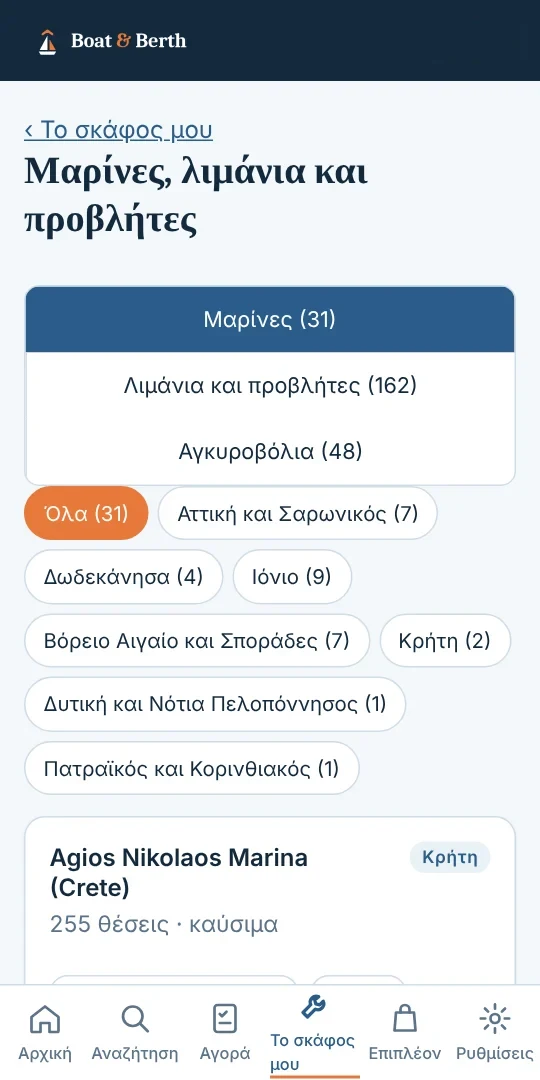 Boat & Berth
‹ Το σκάφος μου
Μαρίνες, λιμάνια και
προβλήτες
Μαρίνες (31)
Λιμάνια και προβλήτες (162)
Αγκυροβόλια (48)
Όλα (31)
Αττική και Σαρωνικός (7)
Δωδεκάνησα (4)
Ιόνιο (9)
Βόρειο Αιγαίο και Σποράδες (7)
Κρήτη (2)
Δυτική και Νότια Πελοπόννησος (1)
Πατραϊκός και Κορινθιακός (1)
Agios Nikolaos Marina
(Crete)
Κρήτη
255 θέσεις · καύσιμα
Αρχική
Αναζήτηση
Αγορά
Το σκάφος
μου
Επιπλέον
Ρυθμίσεις